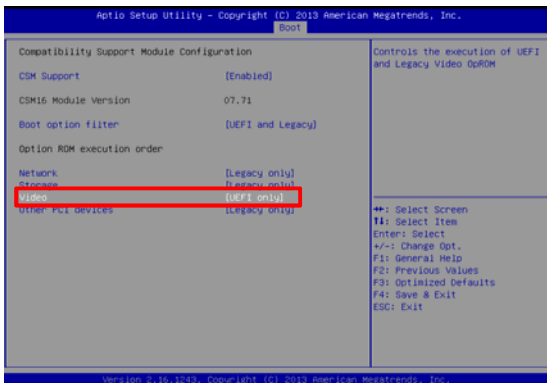 Aptio Setup Utility – Copyright (C) 2013 American Megatrends, Inc.
Boot
Compatibility Support Module Configuration
CSM Support [Enabled]
CSM16 Module Version 07.71
Boot option filter [UEFI and Legacy]
Option ROM execution order
Network [Legacy only]
Storage [Legacy only]
Video [UEFI only]
Other PCI devices [Legacy only]
Controls the execution of UEFI
and Legacy Video OpROM
→←: Select Screen
↑↓: Select Item
Enter: Select
+/-: Change Opt.
F1: General Help
F2: Previous Values
F3: Optimized Defaults
F4: Save & Exit
ESC: Exit
Version 2.16.1243. Copyright (C) 2013 American Megatrends, Inc.